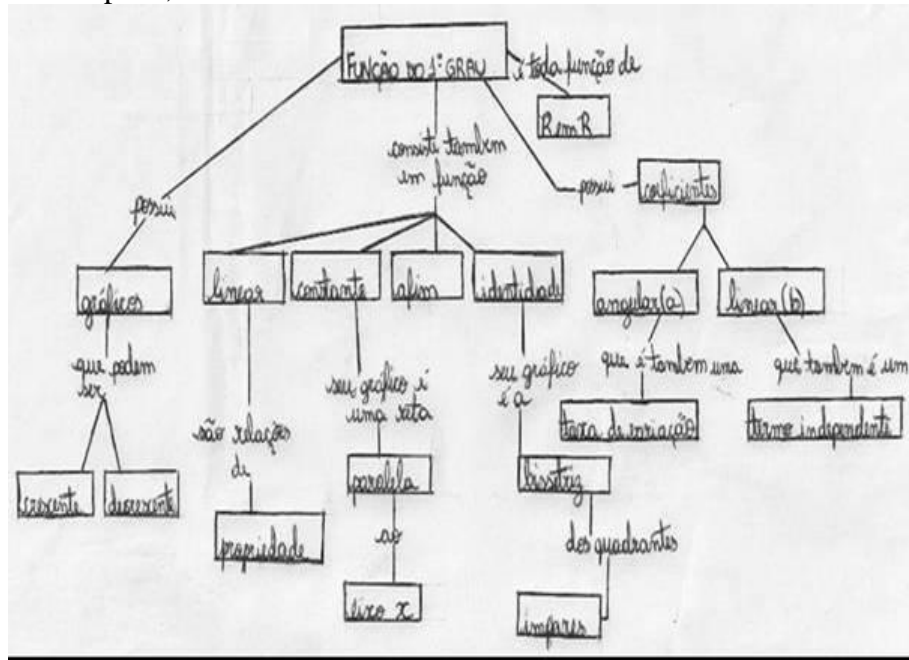 FUNÇÃO DO 1º GRAU
é toda função de
R em R
consiste também
em função
possui
coeficientes
possui
gráficos
linear
constante
afim
identidade
angular (a)
linear (b)
que podem
ser
seu gráfico é
uma reta
seu gráfico
é a
que é também uma
que também é um
taxa de variação
termo independente
são relações
de
paralela
bissetriz
crescente
decrescente
propriedade
ao
dos quadrantes
eixo x
ímpares